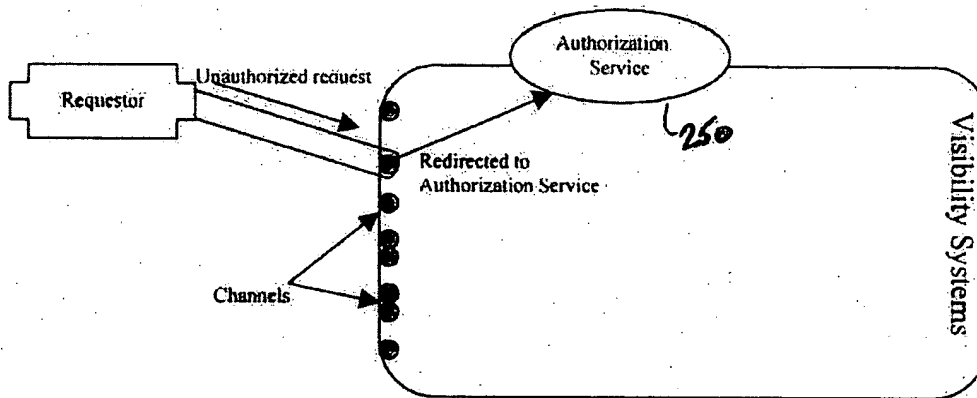 Authorization
Service
Unauthorized request
Requestor
250
Redirected to
Authorization Service
Channels
Visibility Systems